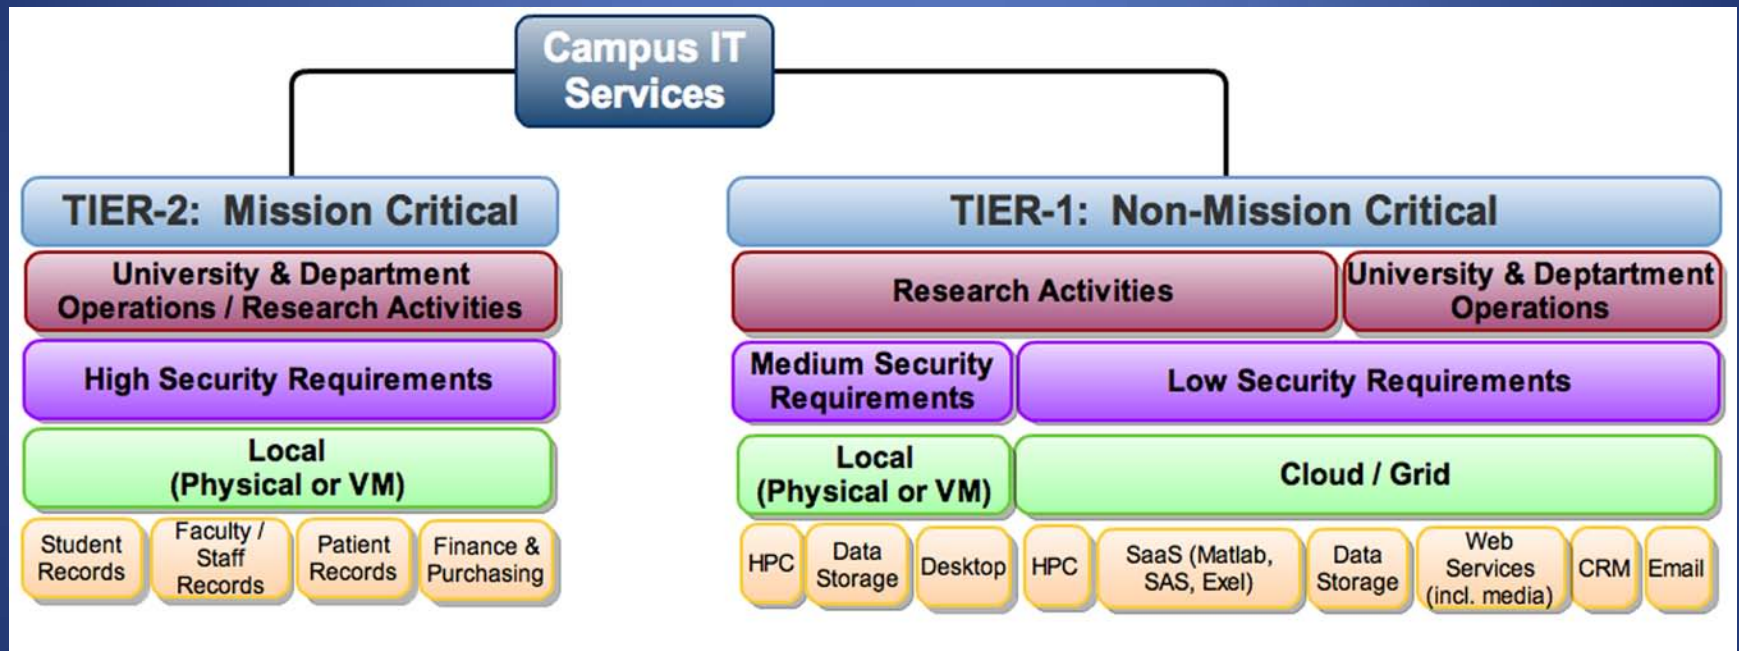 Campus IT
Services
TIER-2: Mission Critical
University & Department
Operations / Research Activities
High Security Requirements
Local
(Physical or VM)
Student
Records
Faculty /
Staff
Records
Patient
Records
Finance &
Purchasing
TIER-1: Non-Mission Critical
Research Activities
University & Deptartment
Operations
Medium Security
Requirements
Low Security Requirements
Local
(Physical or VM)
Cloud / Grid
HPC
Data
Storage
Desktop
HPC
SaaS (Matlab,
SAS, Exel)
Data
Storage
Web
Services
(incl. media)
CRM
Email